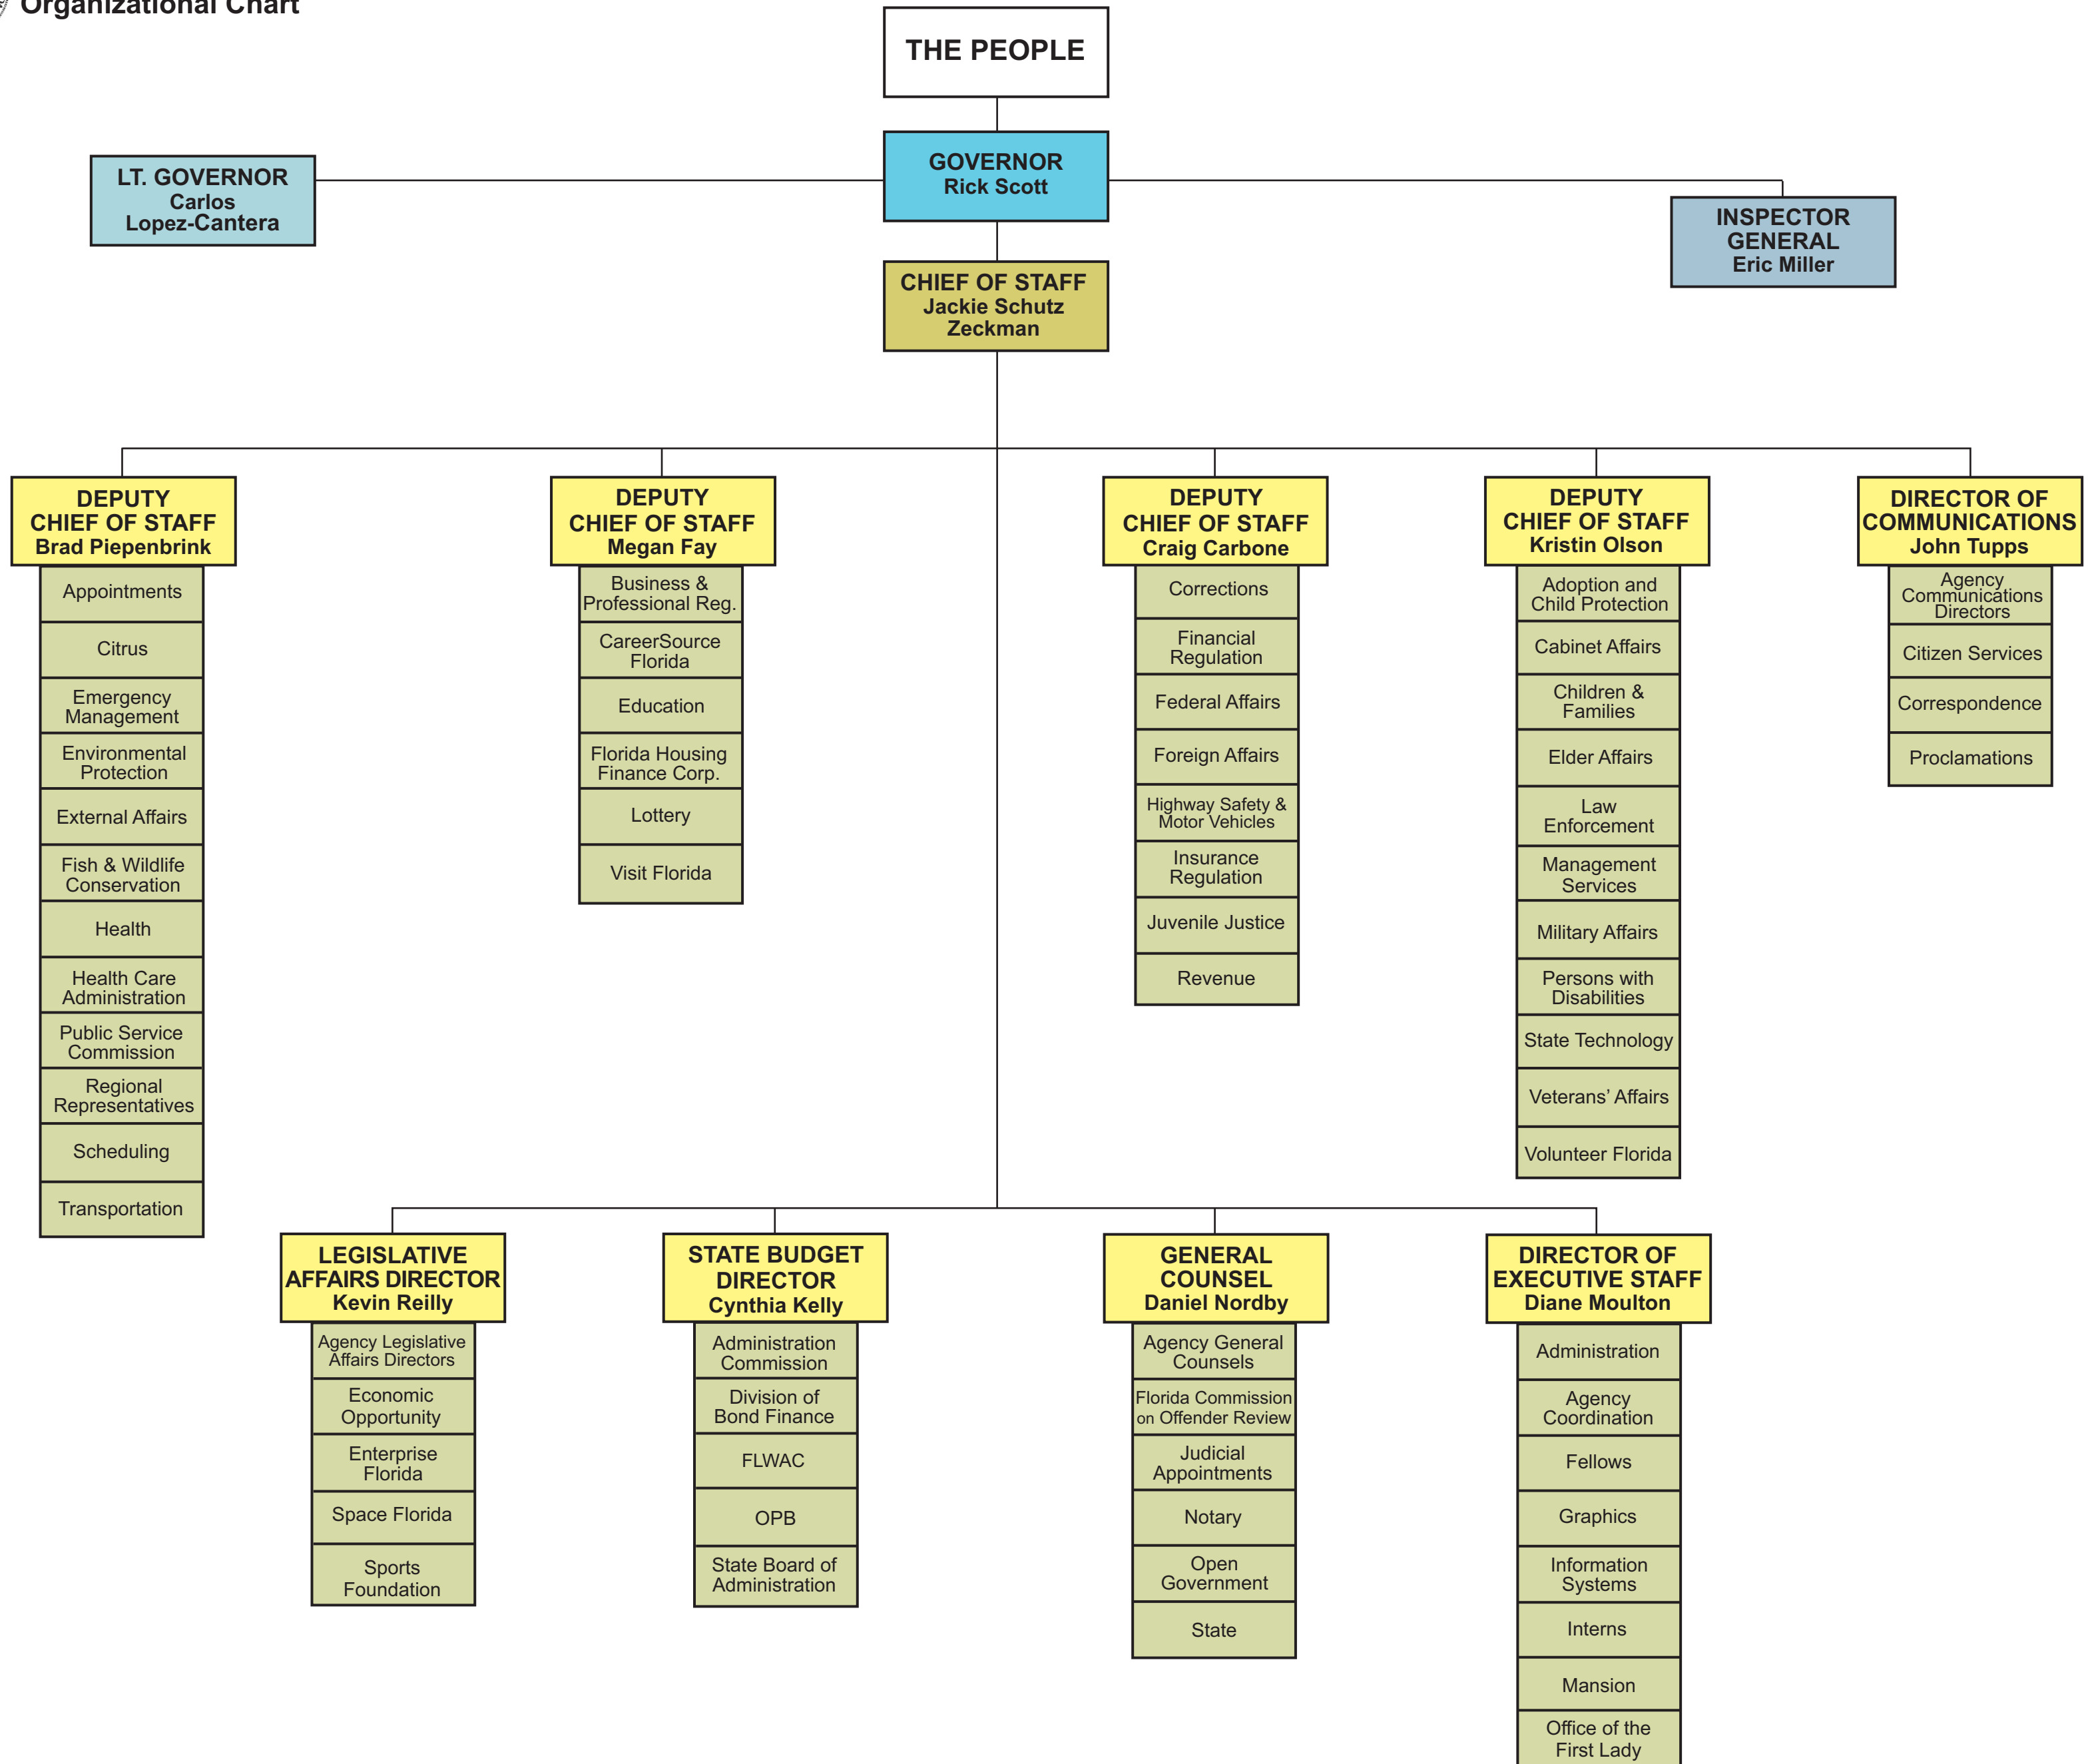 Organizational Chart
THE PEOPLE
GOVERNOR
Rick Scott
LT. GOVERNOR
Carlos
Lopez-Cantera
INSPECTOR
GENERAL
Eric Miller
CHIEF OF STAFF
Jackie Schutz
Zeckman
DEPUTY
CHIEF OF STAFF
Brad Piepenbrink
Appointments
Citrus
Emergency
Management
Environmental
Protection
External Affairs
Fish & Wildlife
Conservation
Health
Health Care
Administration
Public Service
Commission
Regional
Representatives
Scheduling
Transportation
DEPUTY
CHIEF OF STAFF
Megan Fay
Business &
Professional Reg.
CareerSource
Florida
Education
Florida Housing
Finance Corp.
Lottery
Visit Florida
DEPUTY
CHIEF OF STAFF
Craig Carbone
Corrections
Financial
Regulation
Federal Affairs
Foreign Affairs
Highway Safety &
Motor Vehicles
Insurance
Regulation
Juvenile Justice
Revenue
DEPUTY
CHIEF OF STAFF
Kristin Olson
Adoption and
Child Protection
Cabinet Affairs
Children &
Families
Elder Affairs
Law
Enforcement
Management
Services
Military Affairs
Persons with
Disabilities
State Technology
Veterans’ Affairs
Volunteer Florida
DIRECTOR OF
COMMUNICATIONS
John Tupps
Agency
Communications
Directors
Citizen Services
Correspondence
Proclamations
LEGISLATIVE
AFFAIRS DIRECTOR
Kevin Reilly
Agency Legislative
Affairs Directors
Economic
Opportunity
Enterprise
Florida
Space Florida
Sports
Foundation
STATE BUDGET
DIRECTOR
Cynthia Kelly
Administration
Commission
Division of
Bond Finance
FLWAC
OPB
State Board of
Administration
GENERAL
COUNSEL
Daniel Nordby
Agency General
Counsels
Florida Commission
on Offender Review
Judicial
Appointments
Notary
Open
Government
State
DIRECTOR OF
EXECUTIVE STAFF
Diane Moulton
Administration
Agency
Coordination
Fellows
Graphics
Information
Systems
Interns
Mansion
Office of the
First Lady